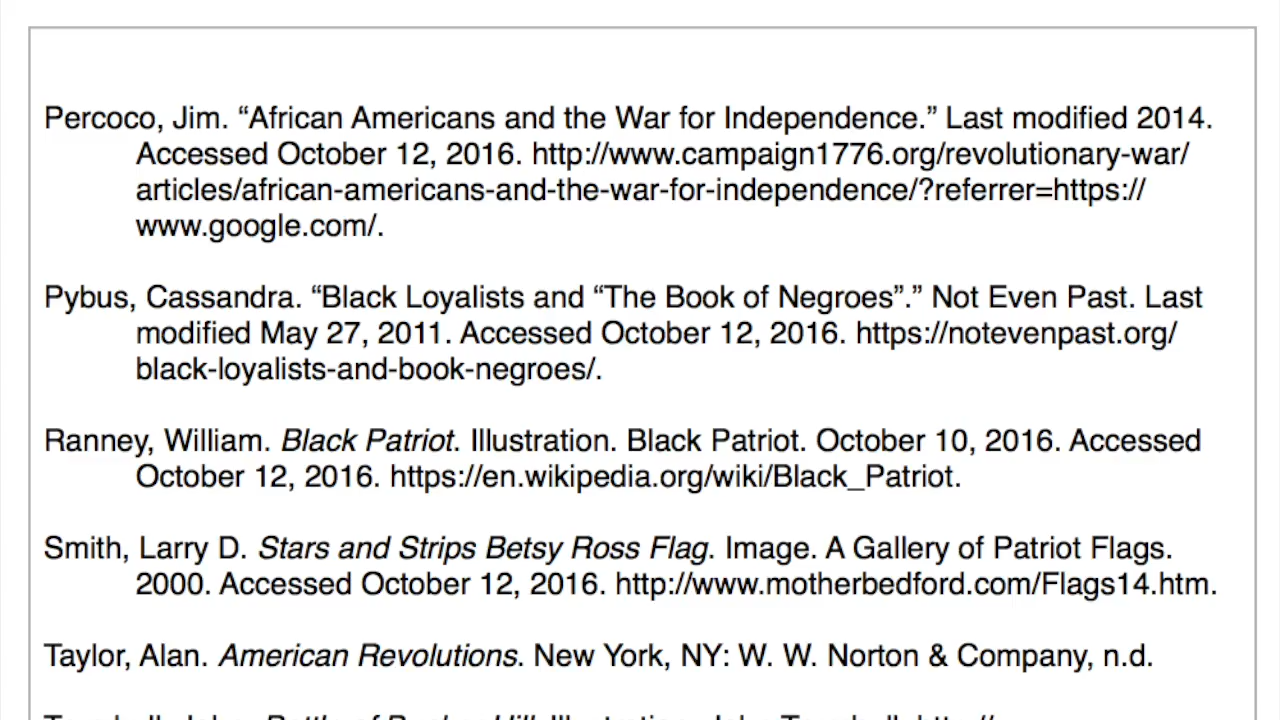 Percoco, Jim. “African Americans and the War for Independence.” Last modified 2014.
Accessed October 12, 2016. http://www.campaign1776.org/revolutionary-war/
articles/african-americans-and-the-war-for-independence/?referrer=https://
www.google.com/.
Pybus, Cassandra. “Black Loyalists and “The Book of Negroes”.” Not Even Past. Last
modified May 27, 2011. Accessed October 12, 2016. https://notevenpast.org/
black-loyalists-and-book-negroes/.
Ranney, William. Black Patriot. Illustration. Black Patriot. October 10, 2016. Accessed
October 12, 2016. https://en.wikipedia.org/wiki/Black_Patriot.
Smith, Larry D. Stars and Strips Betsy Ross Flag. Image. A Gallery of Patriot Flags.
2000. Accessed October 12, 2016. http://www.motherbedford.com/Flags14.htm.
Taylor, Alan. American Revolutions. New York, NY: W. W. Norton & Company, n.d.